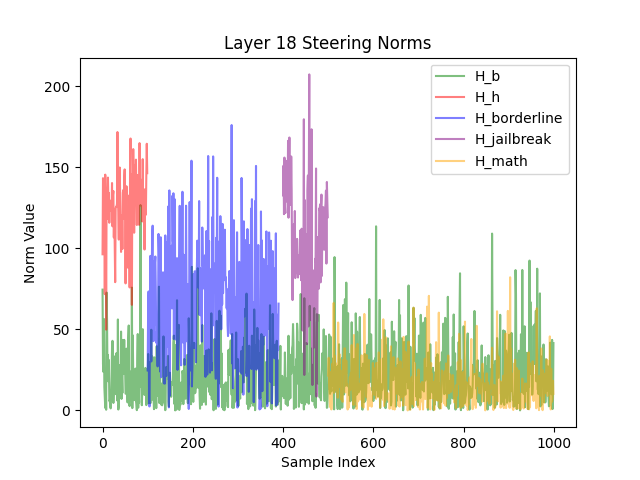 Layer 18 Steering Norms
H_b
H_h
H_borderline
H_jailbreak
H_math
Norm Value
200
150
100
50
0
0 200 400 600 800 1000
Sample Index